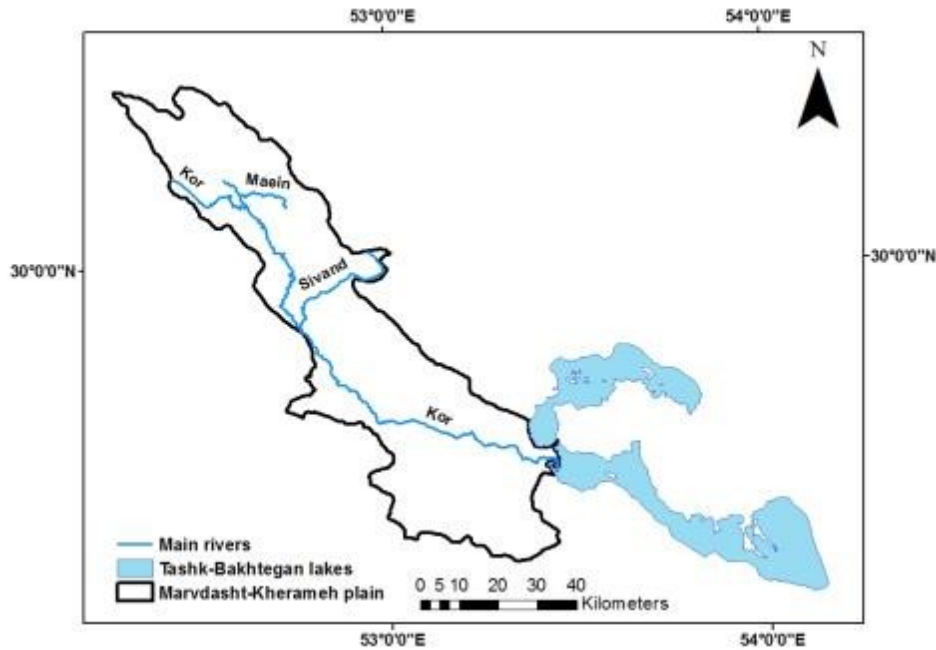 53°0'0"E
54°0'0"E
N
Kor
Maein
Sivand
30°0'0"N
30°0'0"N
Kor
Main rivers
Tashk-Bakhtegan lakes
Marvdasht-Kherameh plain
0 5 10 20 30 40
Kilometers
53°0'0"E
54°0'0"E